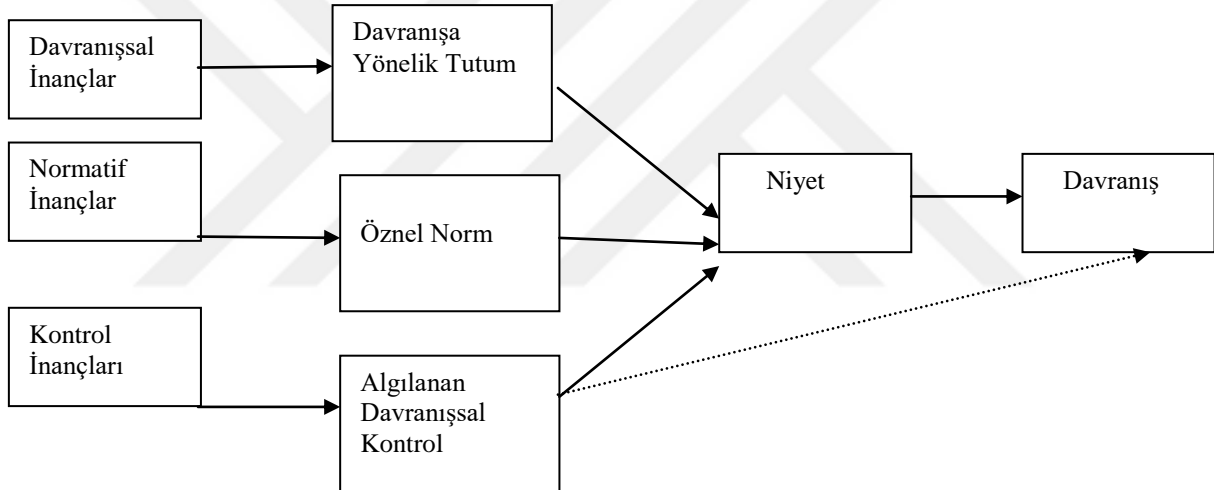 Davranışsal
İnançlar
Davranışa
Yönelik Tutum
Normatif
İnançlar
Öznel Norm
Kontrol
İnançları
Algılanan
Davranışsal
Kontrol
Niyet
Davranış